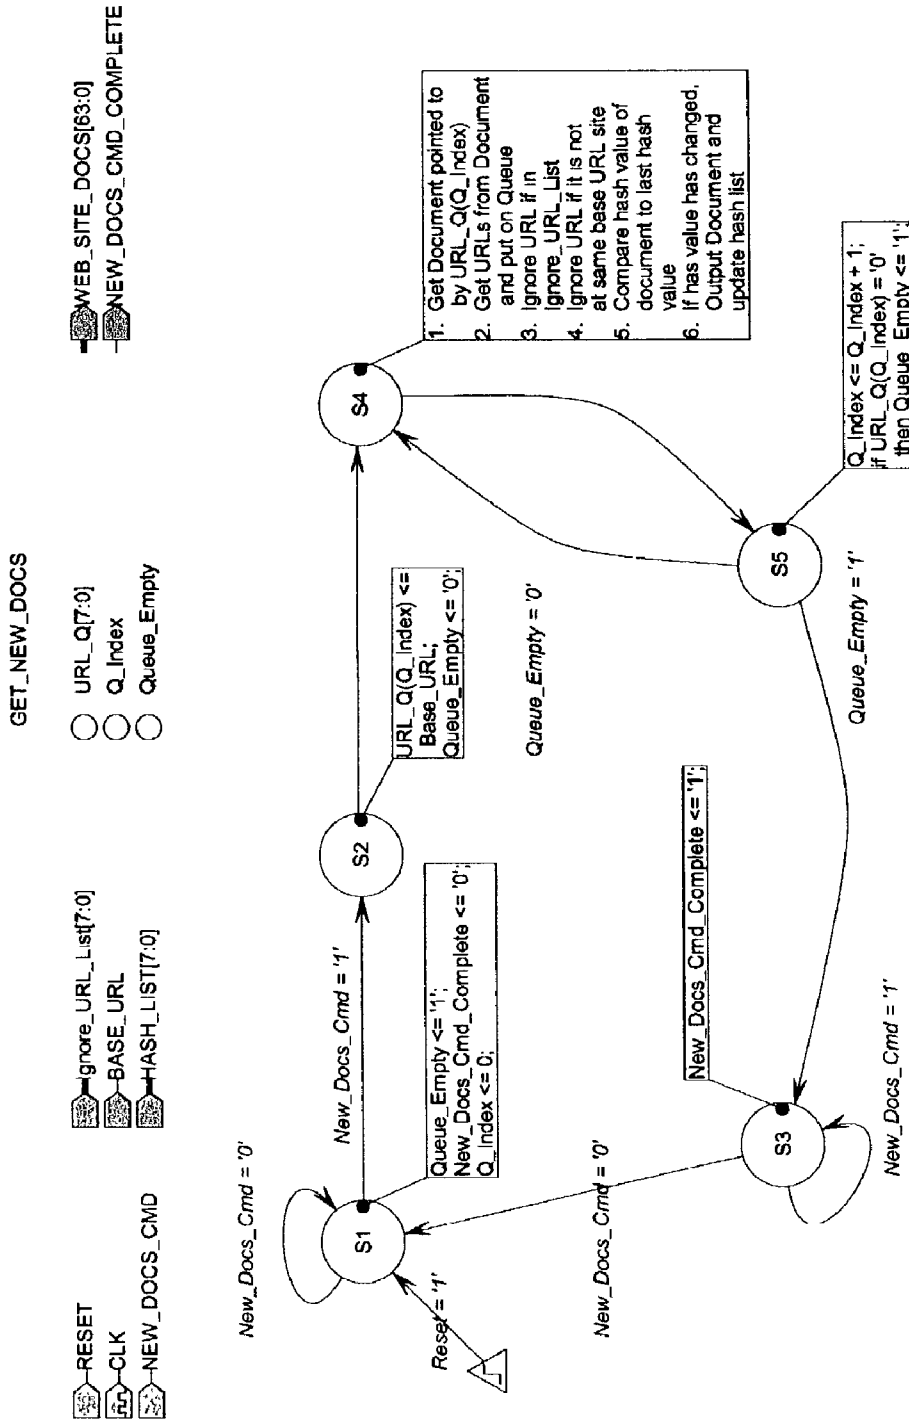 GET_NEW_DOCS
RESET
CLK
NEW_DOCS_CMD
Ignore_URL_List[7:0]
BASE_URL
HASH_LIST[7:0]
URL_Q[7:0]
Q_Index
Queue_Empty
WEB_SITE_DOCS[63:0]
NEW_DOCS_CMD_COMPLETE
New_Docs_Cmd = '0'
S1
Reset = '1'
New_Docs_Cmd = '1'
Queue_Empty <= '1';
New_Docs_Cmd_Complete <= '0';
Q_Index <= 0;
S2
URL_Q(Q_Index) <=
Base_URL;
Queue_Empty <= '0';
S4
1. Get Document pointed to
by URL_Q(Q_Index)
2. Get URLs from Document
and put on Queue
3. Ignore URL if in
Ignore_URL_List
4. Ignore URL if it is not
at same base URL site
5. Compare hash value of
document to last hash
value
6. If has value has changed,
Output Document and
update hash list
New_Docs_Cmd = '0'
S3
New_Docs_Cmd_Complete <= '1';
New_Docs_Cmd = '1'
Queue_Empty = '0'
Queue_Empty = '1'
S5
Q_Index <= Q_Index + 1;
if URL_Q(Q_Index) = '0'
then Queue_Empty <= '1';